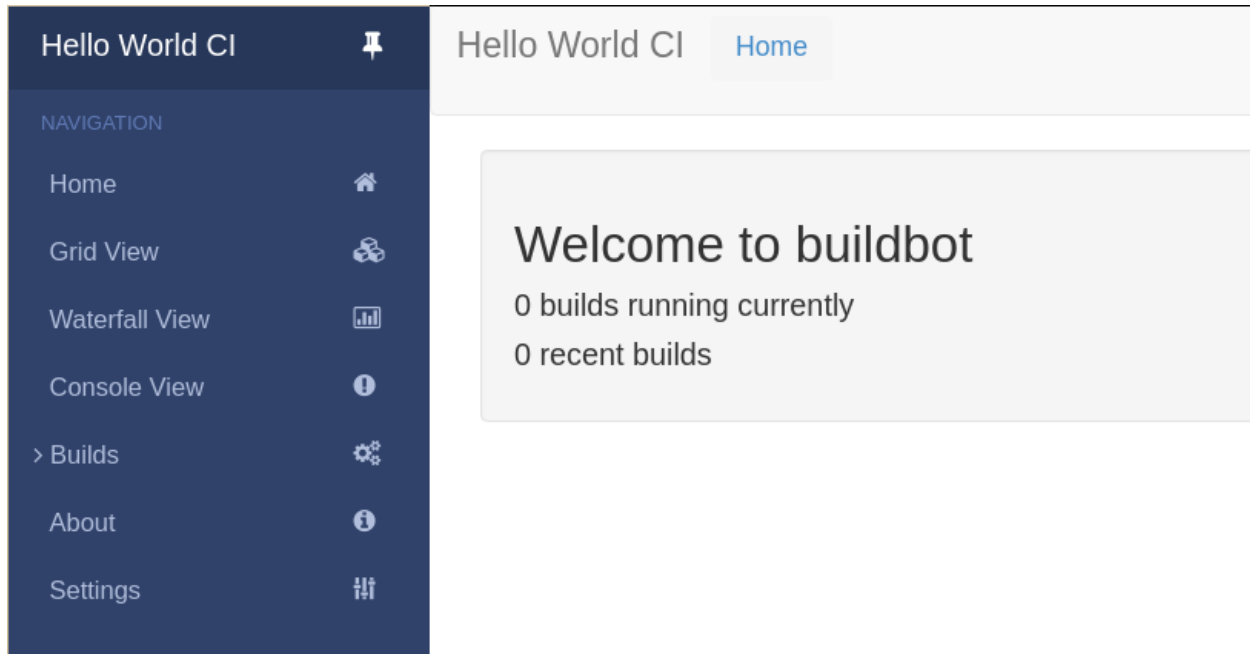 Hello World CI
NAVIGATION
Home
Grid View
Waterfall View
Console View
Builds
About
Settings
Hello World CI Home
Welcome to buildbot
0 builds running currently
0 recent builds